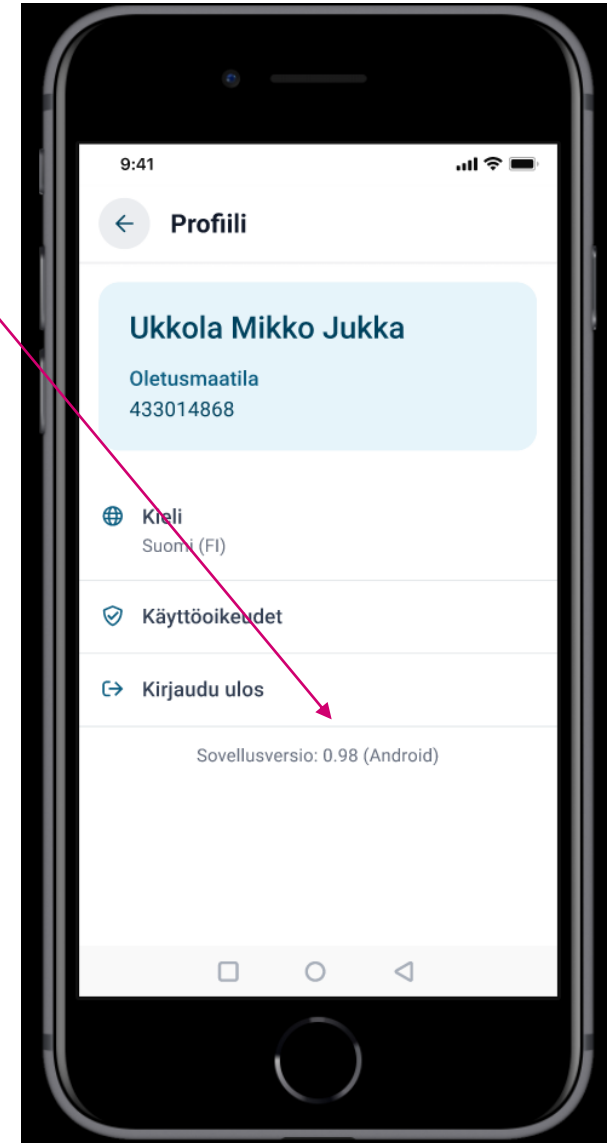 9:41
Profiili
Ukkola Mikko Jukka
Oletusmaatila
433014868
Kieli
Suomi (FI)
Käyttöoikeudet
Kirjaudu ulos
Sovellusversio: 0.98 (Android)